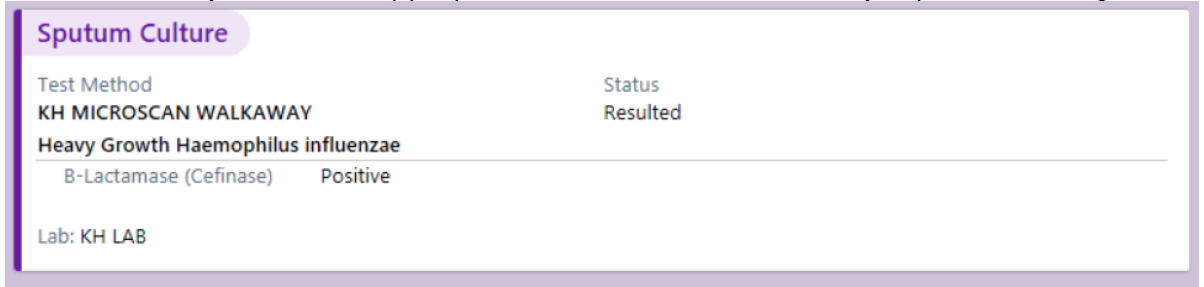 Sputum Culture
Test Method Status
KH MICROSCAN WALKAWAY Resulted
Heavy Growth Haemophilus influenzae
B-Lactamase (Cefinase) Positive
Lab: KH LAB